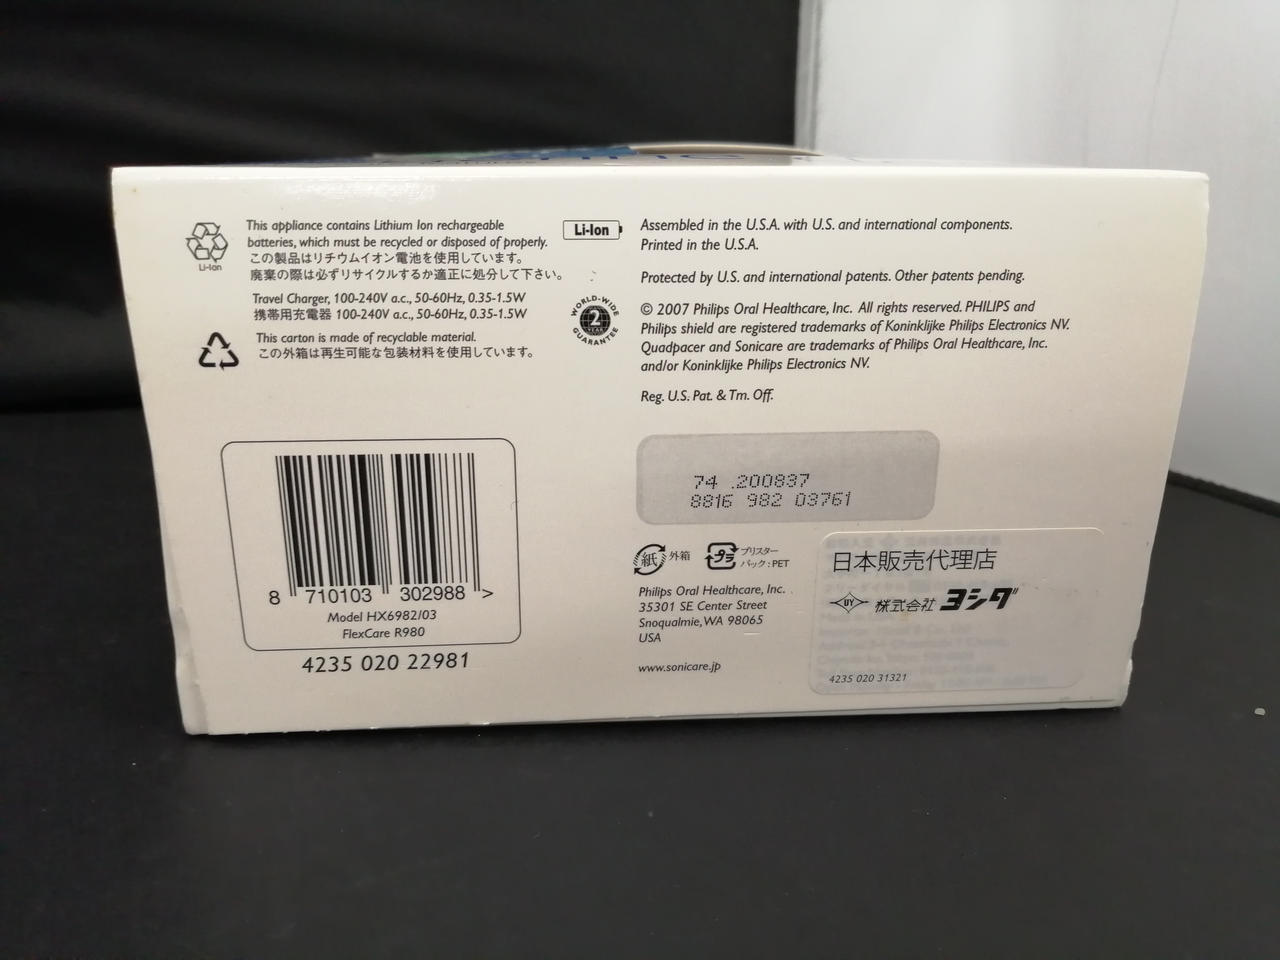 This appliance contains Lithium Ion rechargeable
batteries, which must be recycled or disposed of properly.
この製品はリチウムイオン電池を使用しています。
廃棄の際は必ずリサイクルするか適正に処分して下さい。
Li-Ion
Li-Ion
Travel Charger, 100-240V a.c., 50-60Hz, 0.35-1.5W
携帯用充電器 100-240V a.c., 50-60Hz, 0.35-1.5W
WORLD-WIDE
2
YEAR
GUARANTEE
This carton is made of recyclable material.
この外箱は再生可能な包装材料を使用しています。
Assembled in the U.S.A. with U.S. and international components.
Printed in the U.S.A.
Protected by U.S. and international patents. Other patents pending.
© 2007 Philips Oral Healthcare, Inc. All rights reserved. PHILIPS and
Philips shield are registered trademarks of Koninklijke Philips Electronics NV.
Quadpacer and Sonicare are trademarks of Philips Oral Healthcare, Inc.
and/or Koninklijke Philips Electronics NV.
Reg. U.S. Pat. & Tm. Off.
8 710103 302988 >
Model HX6982/03
FlexCare R980
4235 020 22981
74 .200837
8816 982 03761
紙 外箱
プラ ブリスター
パック : PET
Philips Oral Healthcare, Inc.
35301 SE Center Street
Snoqualmie, WA 98065
USA
www.sonicare.jp
日本販売代理店
UY 株式会社 ヨシダ
4235 020 31321